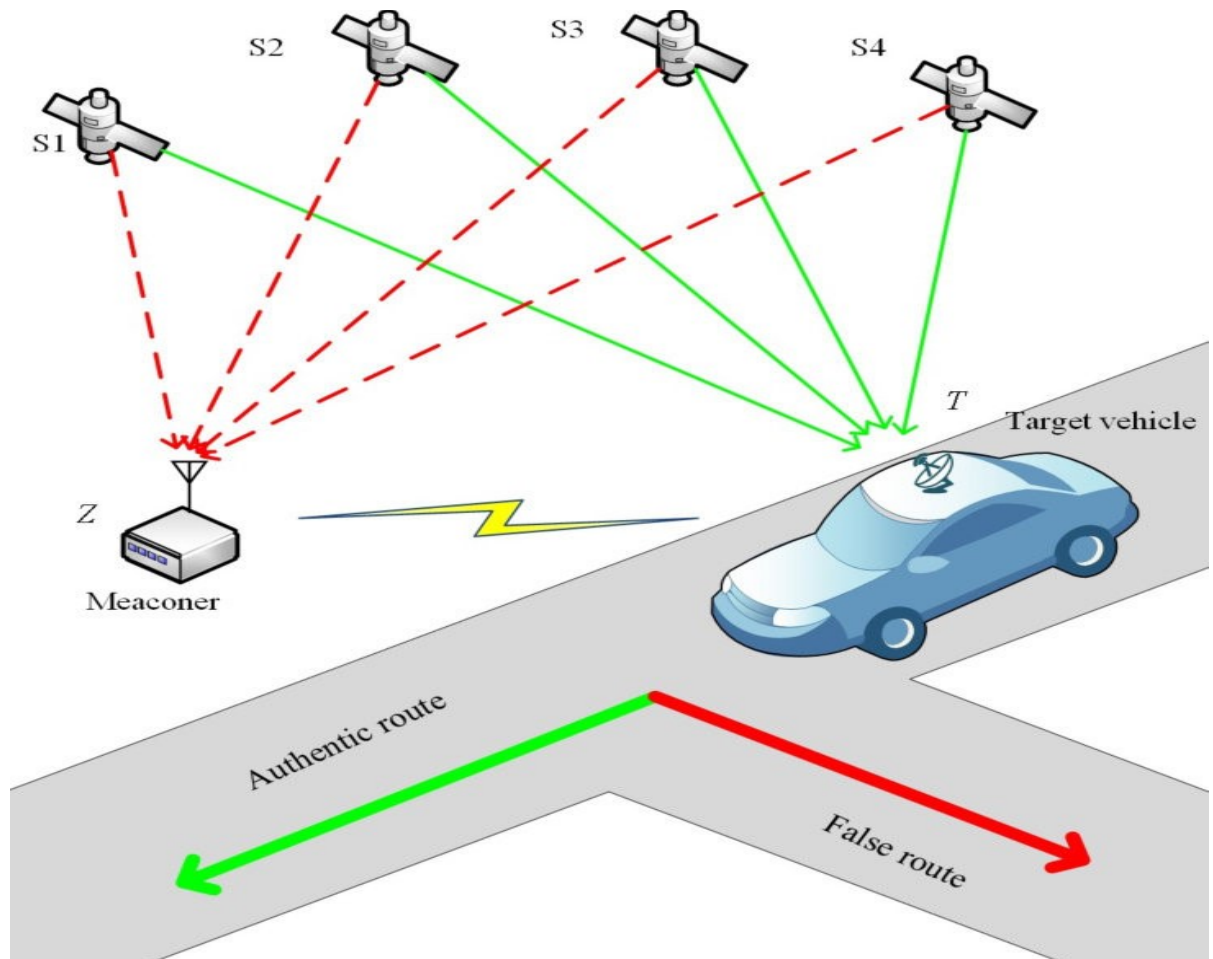 S1
S2
S3
S4
T
Target vehicle
Z
Meaconer
Authentic route
False route